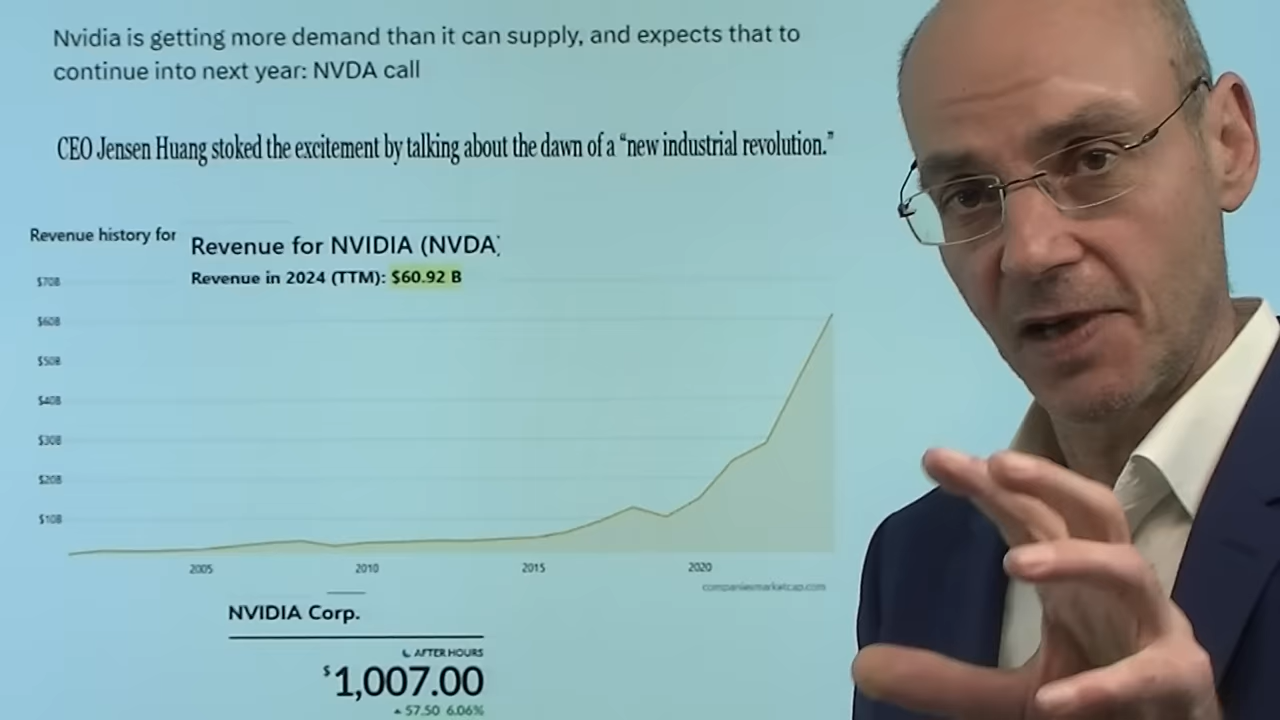 Nvidia is getting more demand than it can supply, and expects that to
continue into next year: NVDA call
CEO Jensen Huang stoked the excitement by talking about the dawn of a “new industrial revolution.”
Revenue history for
Revenue for NVIDIA (NVDA)
Revenue in 2024 (TTM): $60.92 B
$70B
$60B
$50B
$40B
$30B
$20B
$10B
2005 2010 2015 2020
companiesmarketcap.com
NVIDIA Corp.
AFTER HOURS
$1,007.00
57.50 6.06%